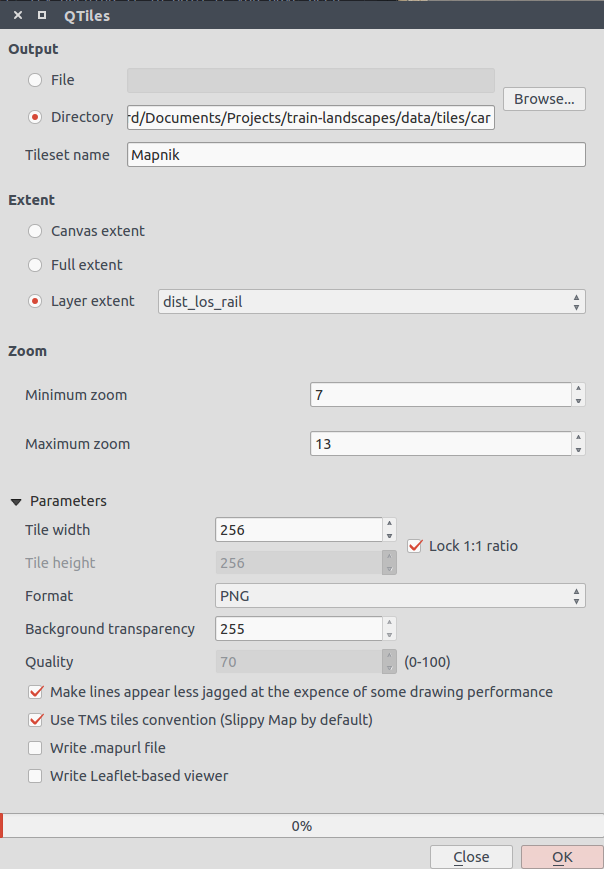 QTiles
Output
File
Directory rd/Documents/Projects/train-landscapes/data/tiles/car
Browse...
Tileset name Mapnik
Extent
Canvas extent
Full extent
Layer extent dist_los_rail
Zoom
Minimum zoom 7
Maximum zoom 13
Parameters
Tile width 256
Lock 1:1 ratio
Tile height 256
Format PNG
Background transparency 255
Quality 70 (0-100)
Make lines appear less jagged at the expence of some drawing performance
Use TMS tiles convention (Slippy Map by default)
Write .mapurl file
Write Leaflet-based viewer
0%
Close OK